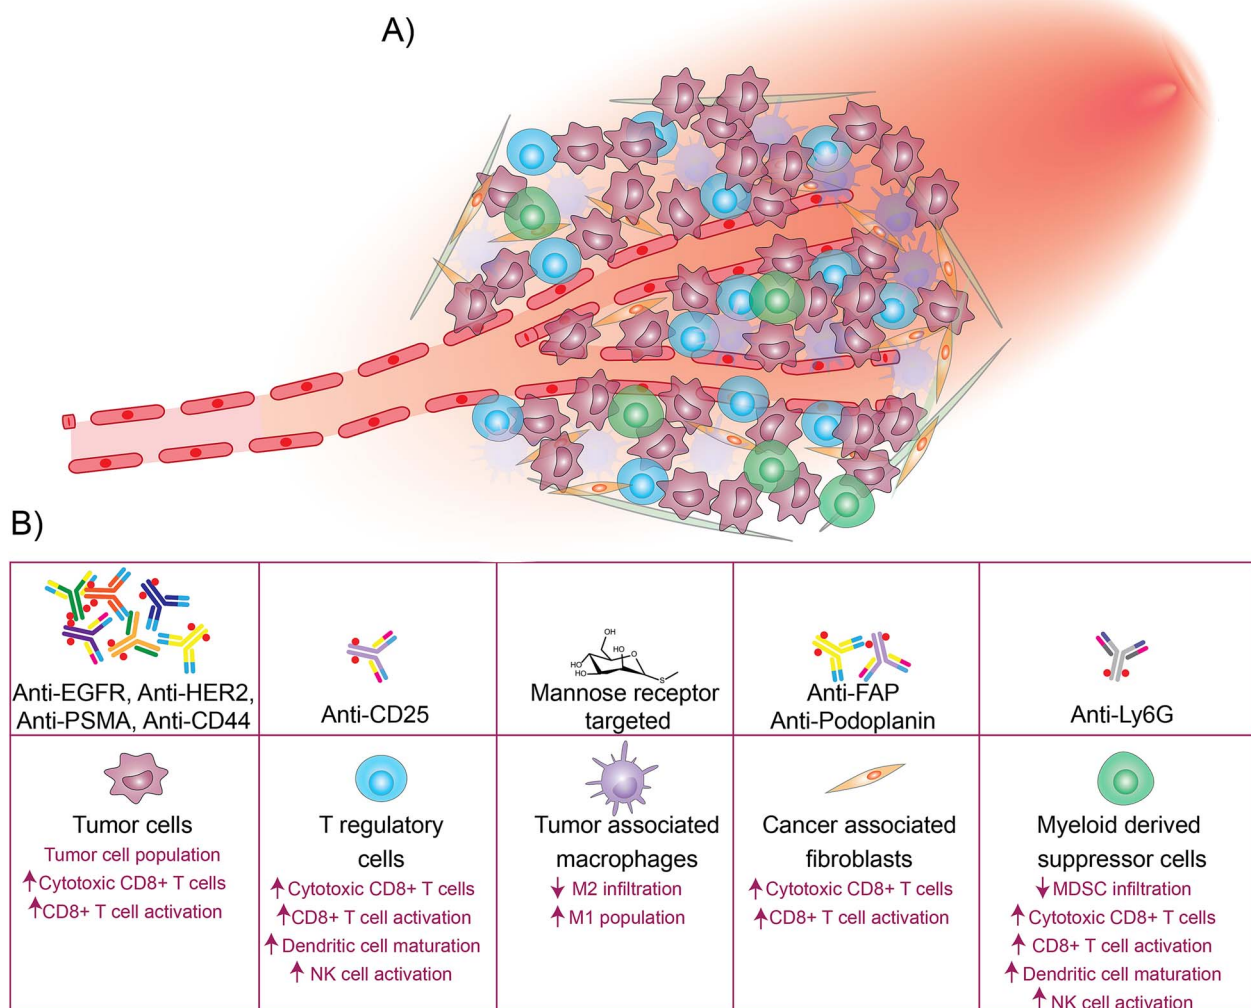 A)
B)
Anti-EGFR, Anti-HER2,
Anti-PSMA, Anti-CD44
Anti-CD25
OH
HO
HO
O
HO
S
Mannose receptor
targeted
Anti-FAP
Anti-Podoplanin
Anti-Ly6G
Tumor cells
Tumor cell population
↑Cytotoxic CD8+ T cells
↑CD8+ T cell activation
T regulatory
cells
↑Cytotoxic CD8+ T cells
↑CD8+ T cell activation
↑Dendritic cell maturation
↑NK cell activation
Tumor associated
macrophages
↓M2 infiltration
↑M1 population
Cancer associated
fibroblasts
↑Cytotoxic CD8+ T cells
↑CD8+ T cell activation
Myeloid derived
suppressor cells
↓MDSC infiltration
↑Cytotoxic CD8+ T cells
↑CD8+ T cell activation
↑Dendritic cell maturation
↑NK cell activation